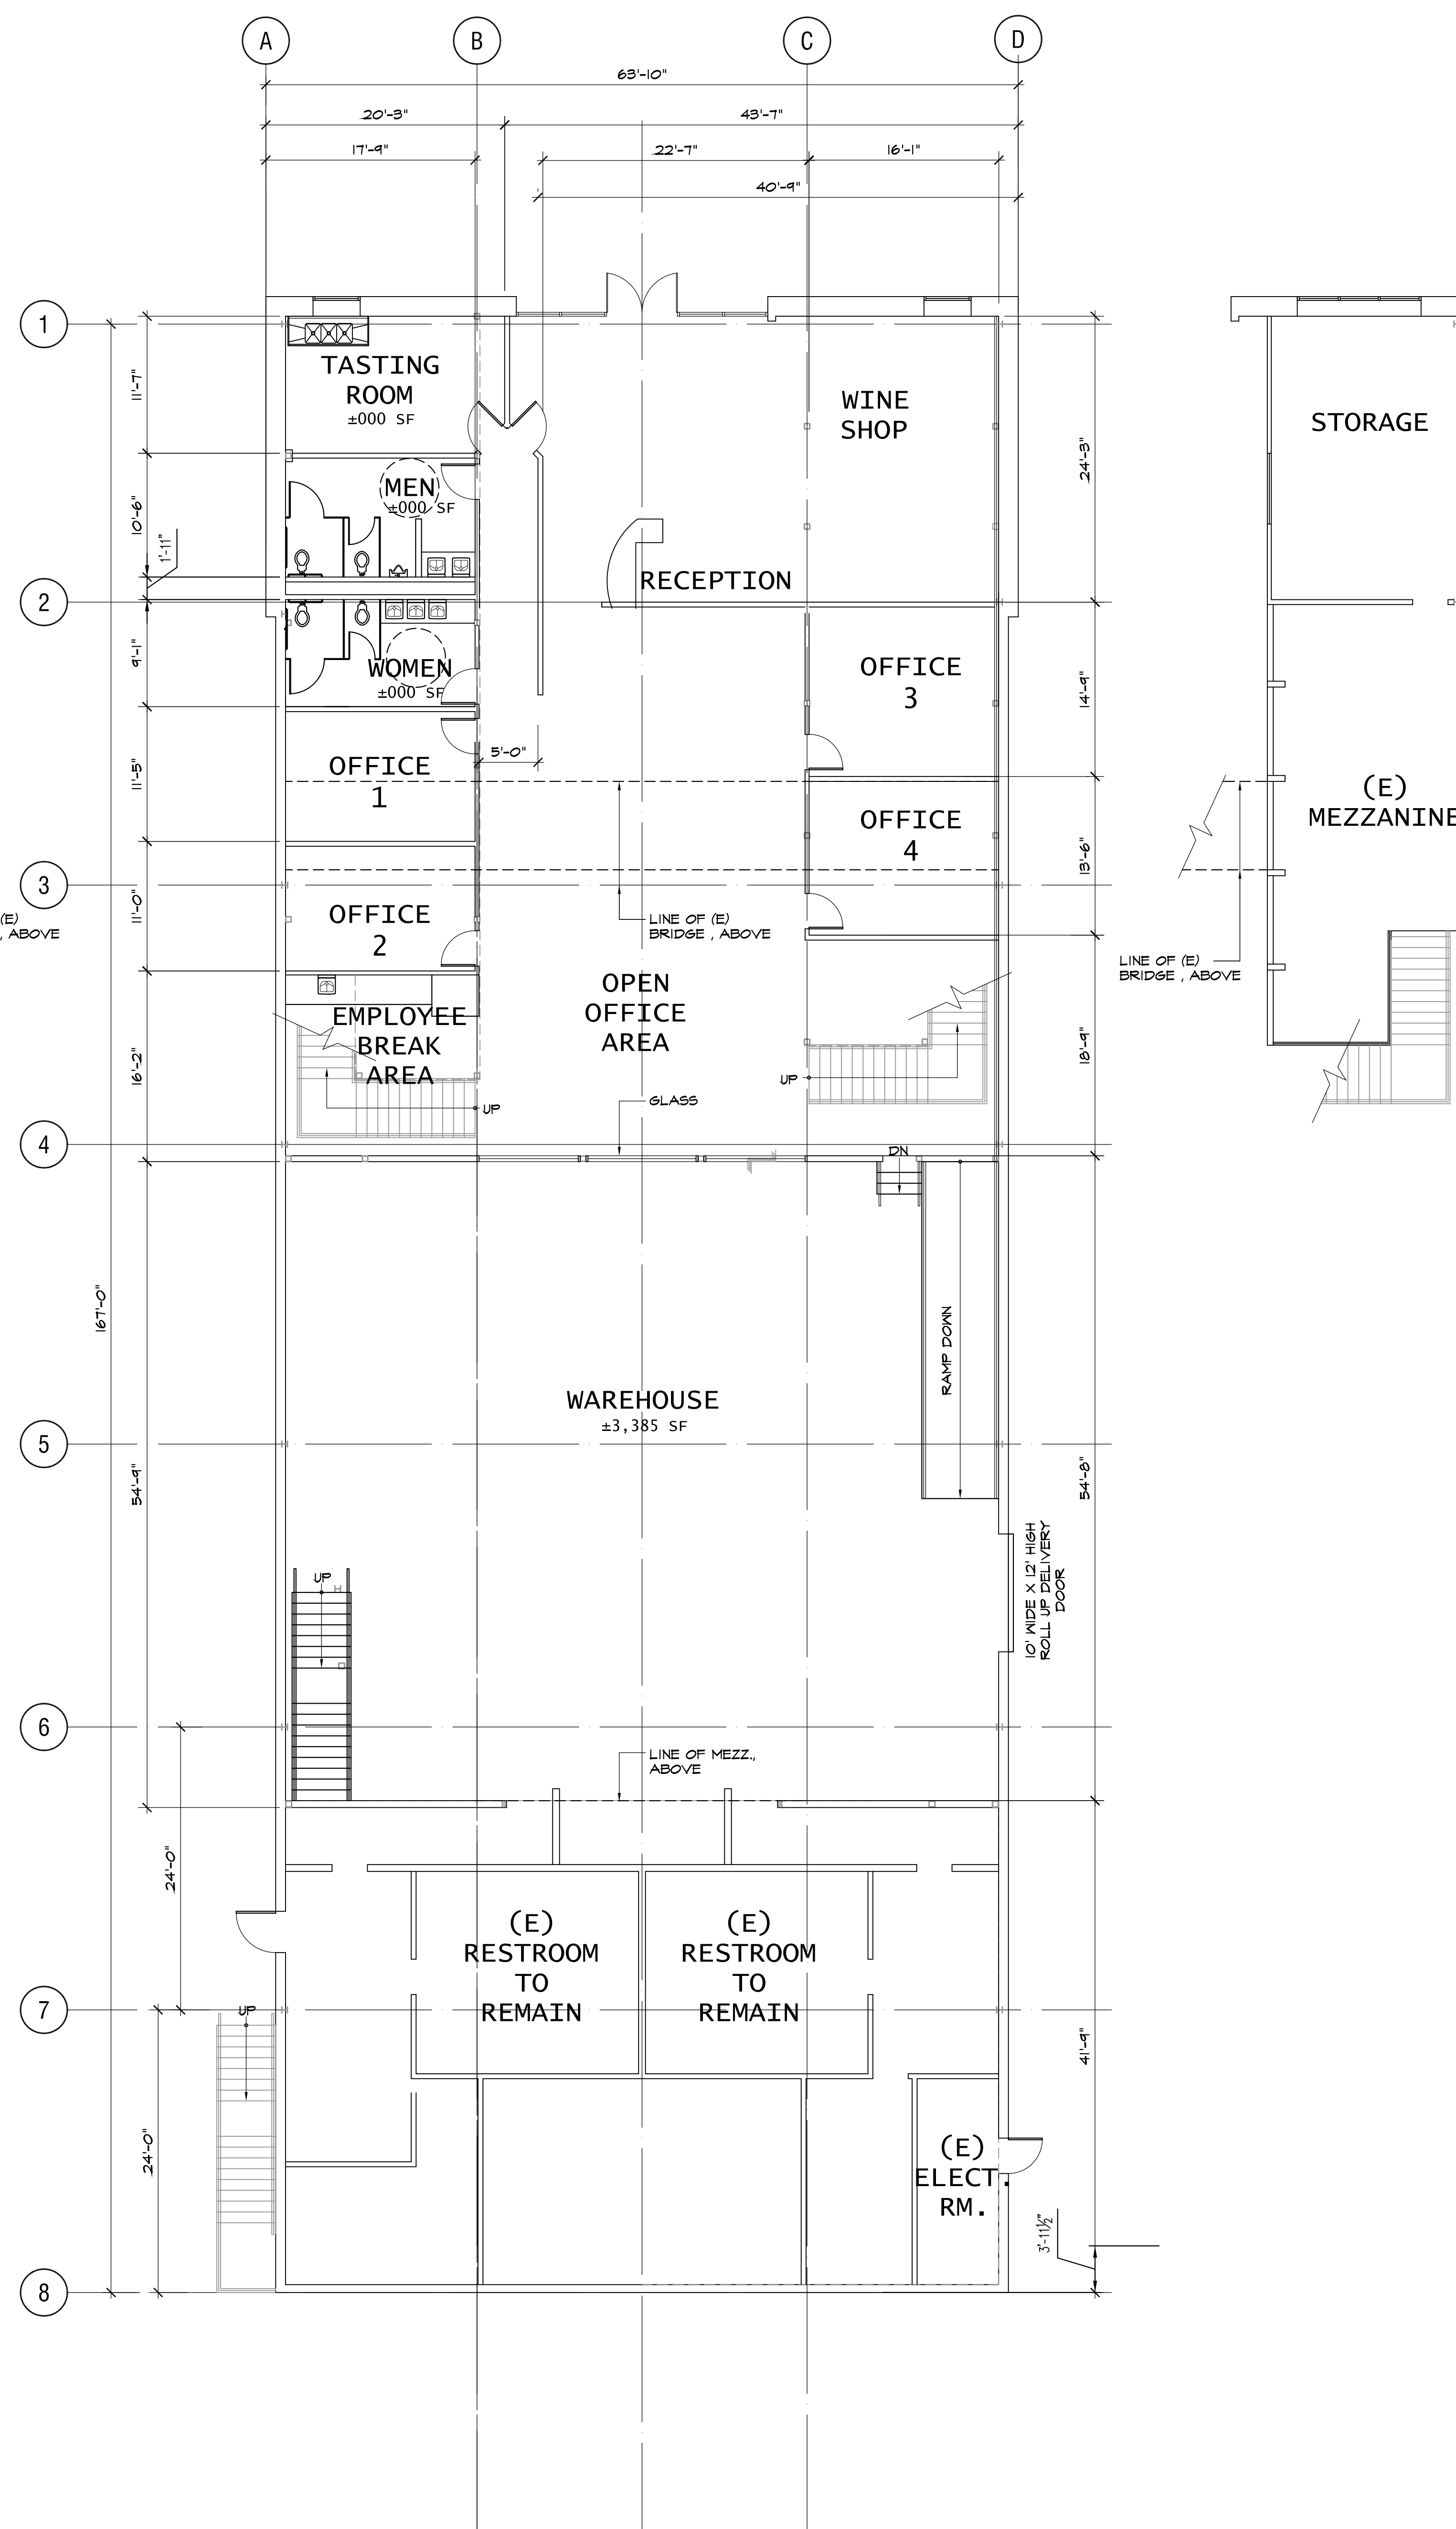 A
B
C
D
63'-10"
20'-3"
43'-7"
17'-9"
22'-7"
16'-1"
40'-9"
1
TASTING
ROOM
±000 SF
WINE
SHOP
STORAGE
11'-7"
24'-3"
MEN
±000 SF
10'-6"
1'-11"
RECEPTION
2
9'-1"
WOMEN
±000 SF
OFFICE
3
14'-9"
5'-0"
OFFICE
1
11'-5"
OFFICE
4
13'-6"
(E)
MEZZANINE
3
OFFICE
2
11'-0"
(E)
, ABOVE
LINE OF (E)
BRIDGE , ABOVE
LINE OF (E)
BRIDGE , ABOVE
OPEN
OFFICE
AREA
EMPLOYEE
BREAK
AREA
16'-2"
18'-9"
UP
UP
GLASS
4
DN
167'-0"
RAMP DOWN
WAREHOUSE
±3,385 SF
5
54'-9"
54'-8"
10' WIDE X 12' HIGH
ROLL UP DELIVERY
DOOR
UP
6
LINE OF MEZZ.,
ABOVE
24'-0"
(E)
RESTROOM
TO
REMAIN
(E)
RESTROOM
TO
REMAIN
7
UP
41'-9"
24'-0"
(E)
ELECT.
RM.
3'-11½"
8